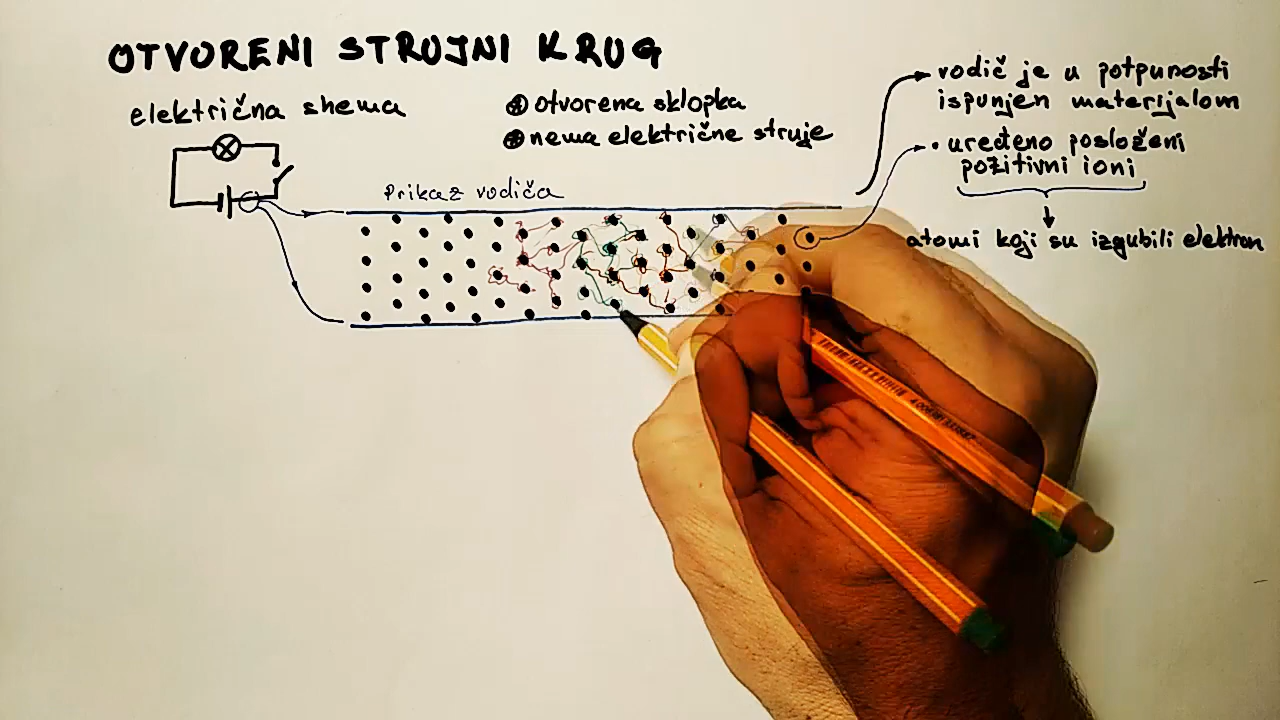 OTVORENI STRUJNI KRUG
električna shema
otvorena sklopka
nema električne struje
Prikaz vodiča
vodič je u potpunosti
ispunjen materijalom
• uređeno posloženi
pozitivni ioni
atomi koji su izgubili elektron